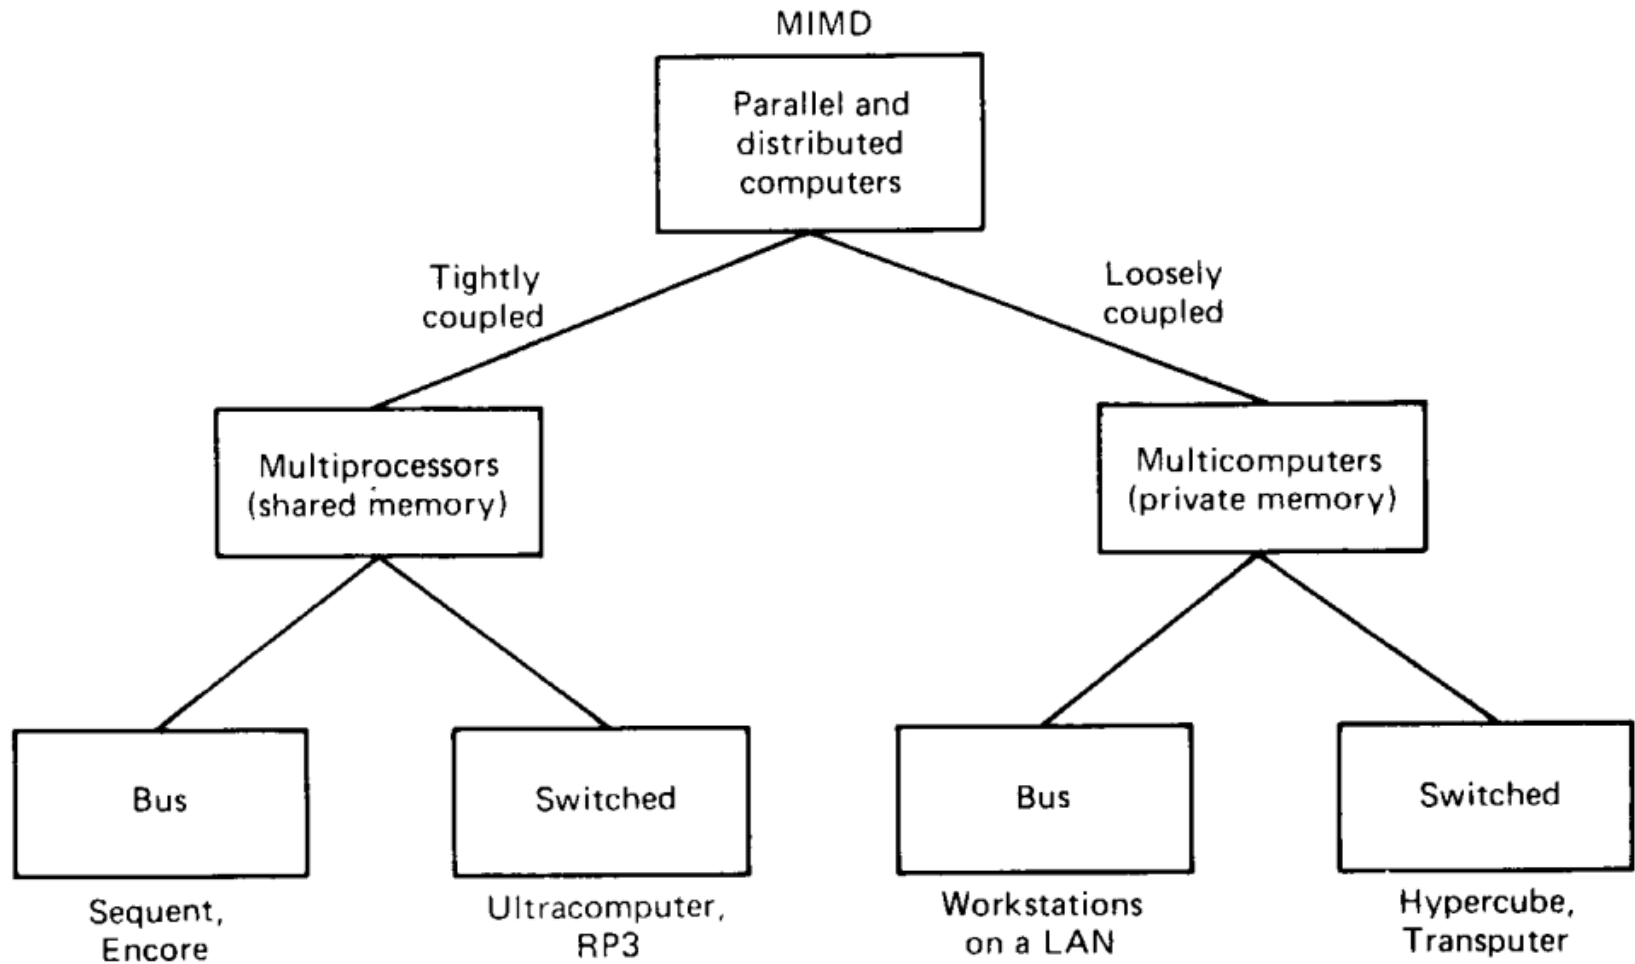 MIMD
Parallel and
distributed
computers
Tightly
coupled
Loosely
coupled
Multiprocessors
(shared memory)
Multicomputers
(private memory)
Bus
Switched
Bus
Switched
Sequent,
Encore
Ultracomputer,
RP3
Workstations
on a LAN
Hypercube,
Transputer